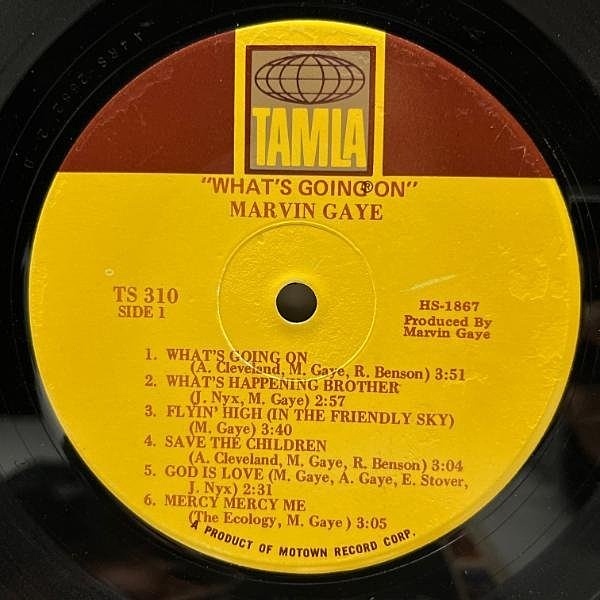 TAMLA
®
"WHAT'S GOING ON"
MARVIN GAYE
TS 310
SIDE 1
HS-1867
Produced By
Marvin Gaye
1. WHAT'S GOING ON
(A. Cleveland, M. Gaye, R. Benson) 3:51
2. WHAT'S HAPPENING BROTHER
(J. Nyx, M. Gaye) 2:57
3. FLYIN' HIGH (IN THE FRIENDLY SKY)
(M. Gaye) 3:40
4. SAVE THE CHILDREN
(A. Cleveland, M. Gaye, R. Benson) 3:04
5. GOD IS LOVE (M. Gaye, A. Gaye, E. Stover,
J. Nyx) 2:31
6. MERCY MERCY ME
(The Ecology, M. Gaye ) 3:05
A PRODUCT OF MOTOWN RECORD CORP.